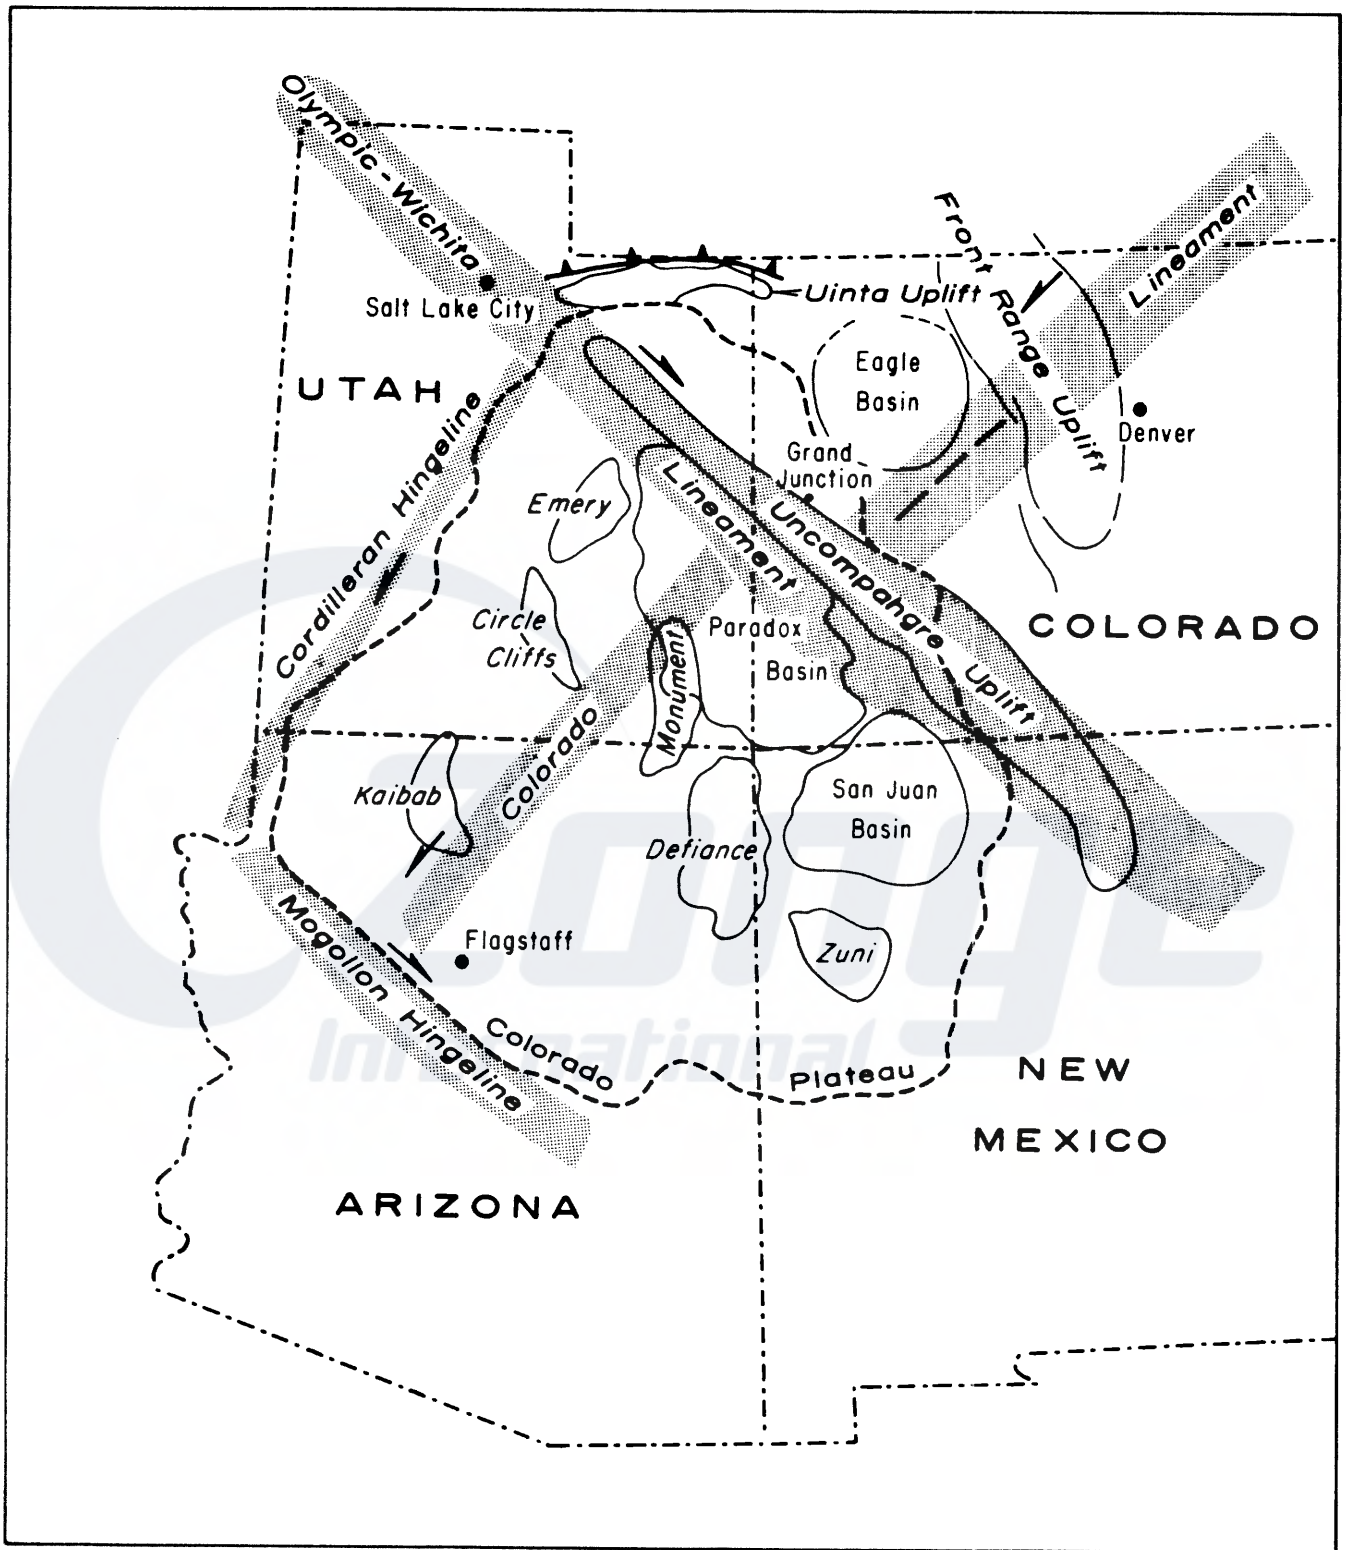 Olympic-Wichita
Lineament
Front Range Uplift
Lineament
Uinta Uplift
Salt Lake City
Eagle
Basin
UTAH
Denver
Grand
Junction
Cordilleran Hingeline
Emery
Uncompahgre Uplift
Circle
Cliffs
Paradox
Basin
COLORADO
Monument
Colorado
Kaibab
San Juan
Basin
Defiance
Zuni
Flagstaff
Mogollon Hingeline
Colorado Plateau
NEW
MEXICO
ARIZONA
Zonge
International